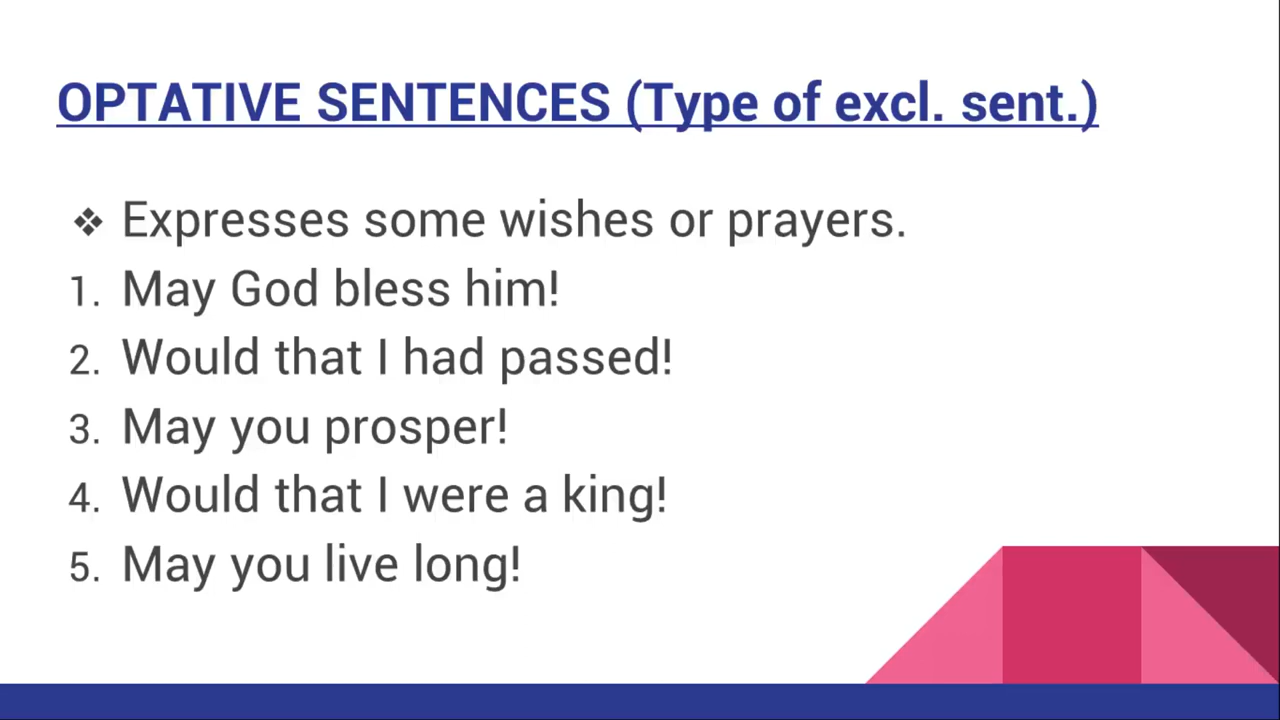 OPTATIVE SENTENCES (Type of excl. sent.)
❖ Expresses some wishes or prayers.
1. May God bless him!
2. Would that I had passed!
3. May you prosper!
4. Would that I were a king!
5. May you live long!